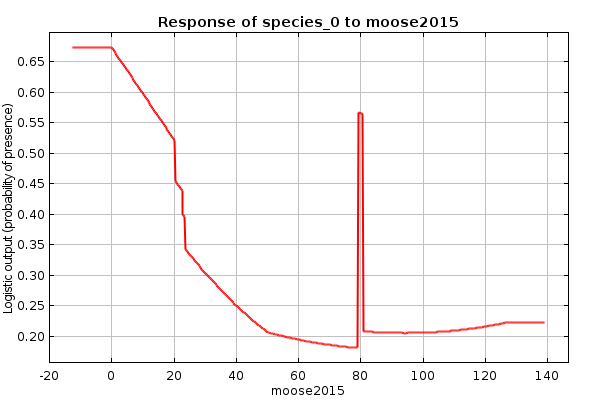 Response of species_0 to moose2015
Logistic output (probability of presence)
0.65
0.60
0.55
0.50
0.45
0.40
0.35
0.30
0.25
0.20
-20 0 20 40 60 80 100 120 140
moose2015